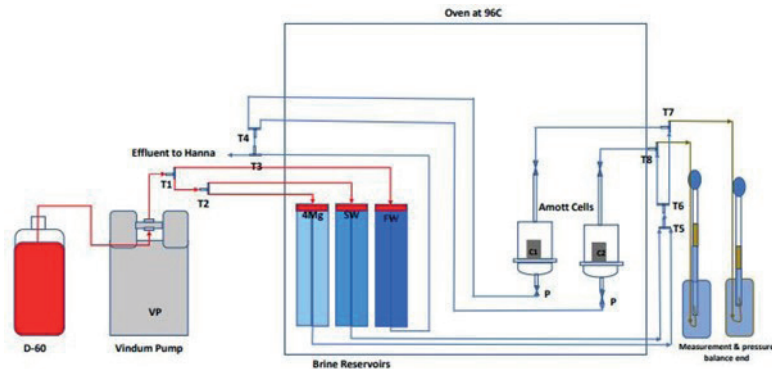 Oven at 96C
T4
T3
Effluent to Hanna
T1
T2
T7
T8
T6
T5
4Mg
SW
FW
Amott Cells
C1
C2
P
P
VP
D-60
Vindum Pump
Brine Reservoirs
Measurement & pressure
balance end